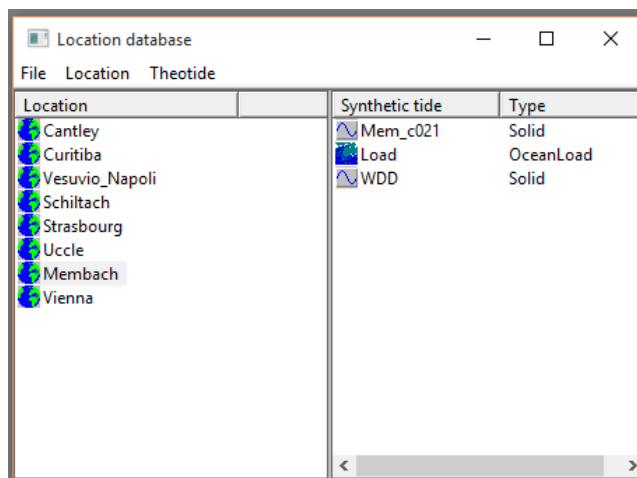 Location database
File Location Theotide
Location
Cantley
Curitiba
Vesuvio_Napoli
Schiltach
Strasbourg
Uccle
Membach
Vienna
Synthetic tide Type
Mem_c021 Solid
Load OceanLoad
WDD Solid